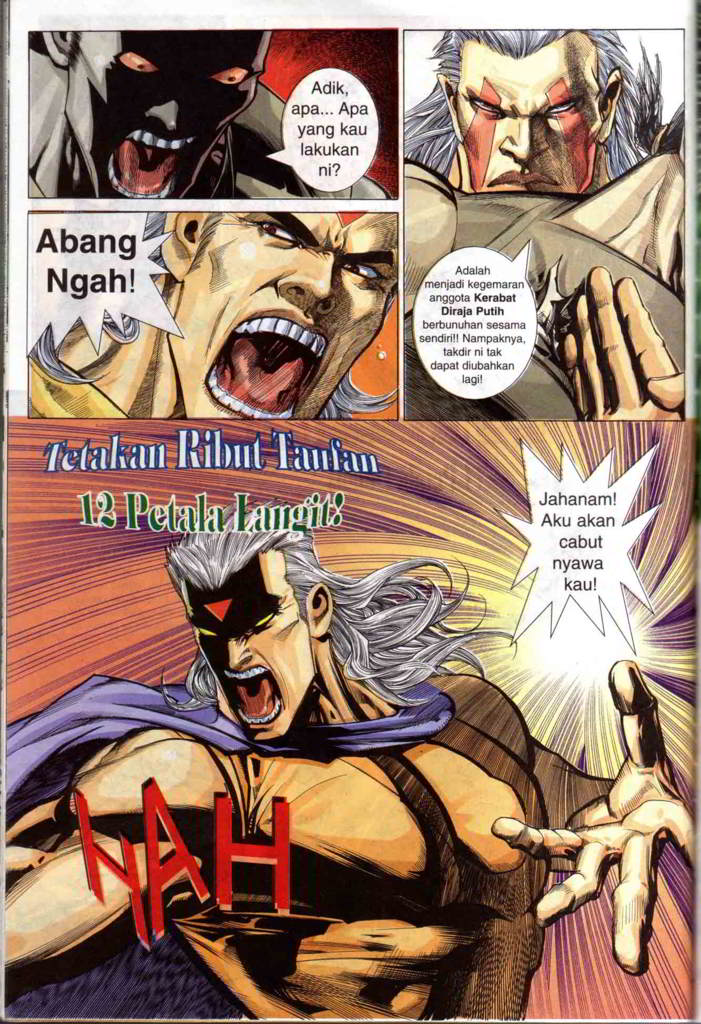 Adik,
apa... Apa
yang kau
lakukan
ni?
Abang
Ngah!
Adalah
menjadi kegemaran
anggota Kerabat
Diraja Putih
berbunuhan sesama
sendiri!! Nampaknya,
takdir ni tak
dapat diubahkan
lagi!
Tetakan Ribut Taufan
12 Petala Langit!
Jahanam!
Aku akan
cabut
nyawa
kau!
YAH